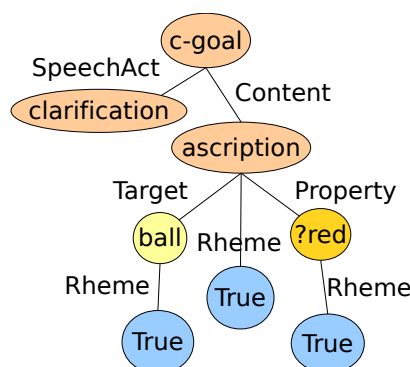 c-goal
SpeechAct
Content
clarification
ascription
Target
Property
ball
Rheme
?red
Rheme
True
Rheme
True
True